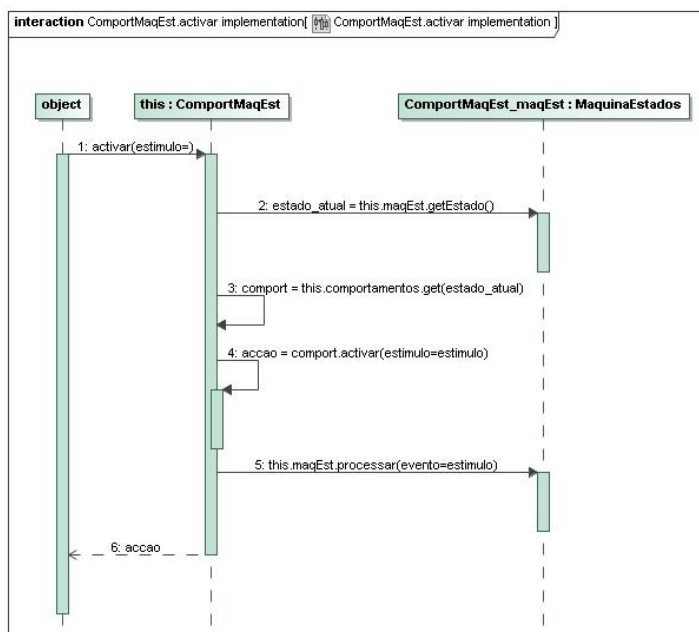 interaction ComportMaqEst.activar implementation[ ComportMaqEst.activar implementation ]
object
this : ComportMaqEst
ComportMaqEst_maqEst : MaquinaEstados
1: activar(estimulo=)
2: estado_atual = this.maqEst.getEstado()
3: comport = this.comportamentos.get(estado_atual)
4: accao = comport.activar(estimulo=estimulo)
5: this.maqEst.processar(evento=estimulo)
6: accao